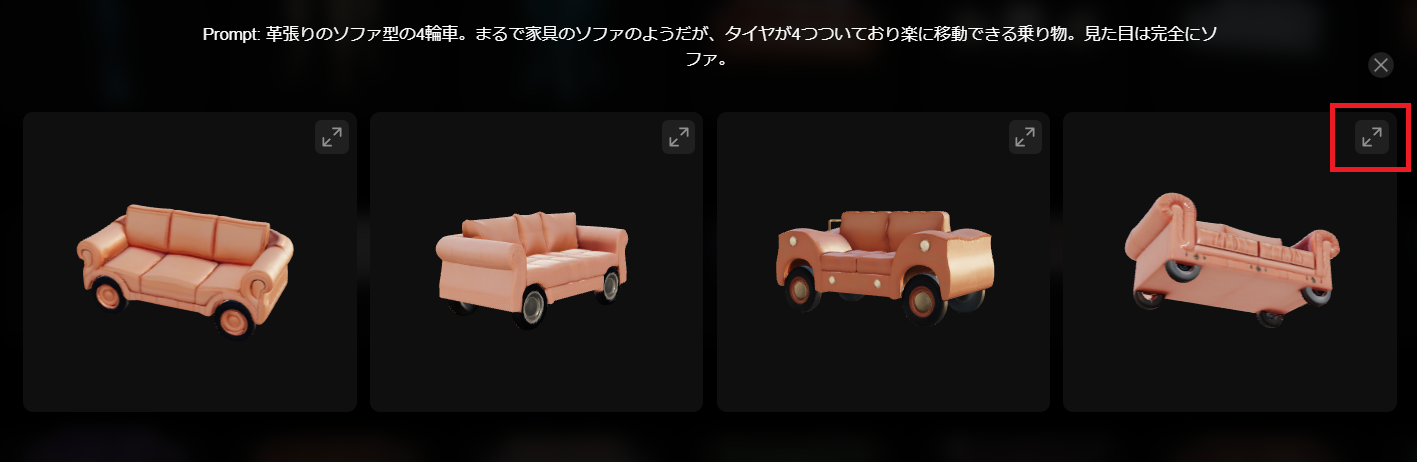 Prompt: 革張りのソファ型の4輪車。まるで家具のソファのようだが、タイヤが4つついており楽に移動できる乗り物。見た目は完全にソ
ファ。